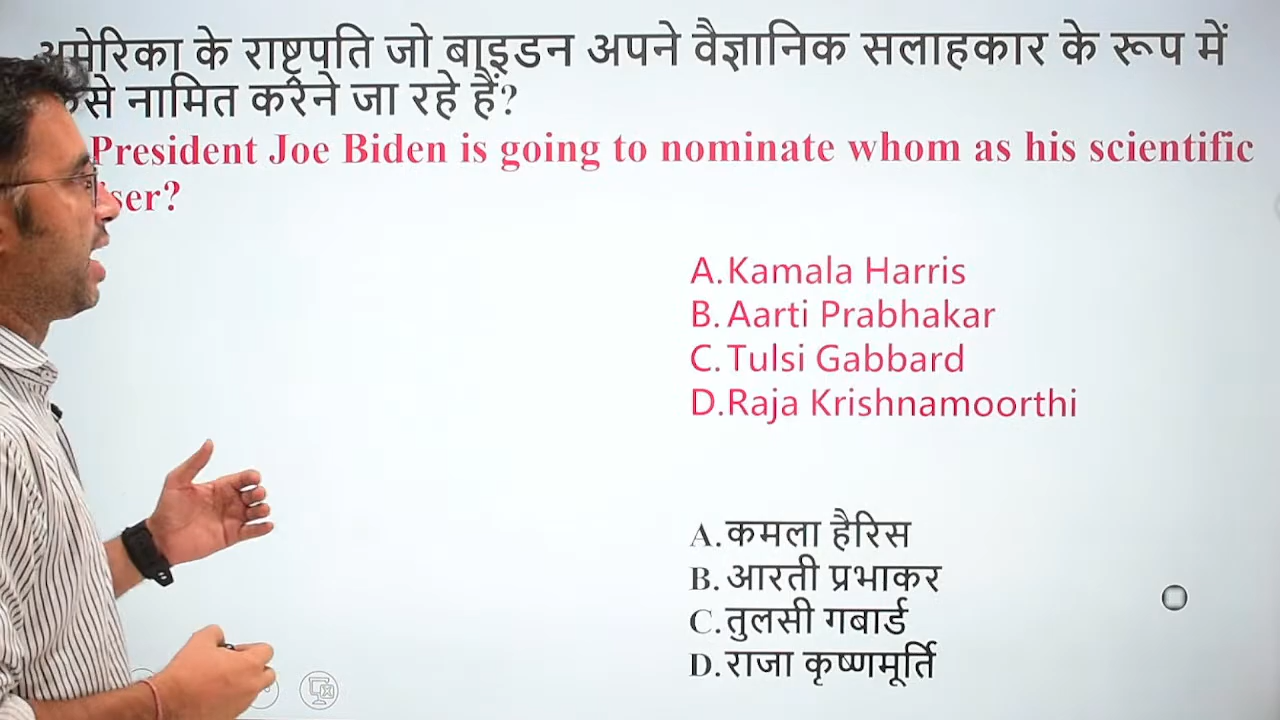 अमेरिका के राष्ट्रपति जो बाइडन अपने वैज्ञानिक सलाहकार के रूप में
नामित करने जा रहे हैं?
President Joe Biden is going to nominate whom as his scientific
A.Kamala Harris
B.Aarti Prabhakar
C.Tulsi Gabbard
D.Raja Krishnamoorthi
A.कमला हैरिस
B.आरती प्रभाकर
C.तुलसी गबार्ड
D.राजा कृष्णमूर्ति